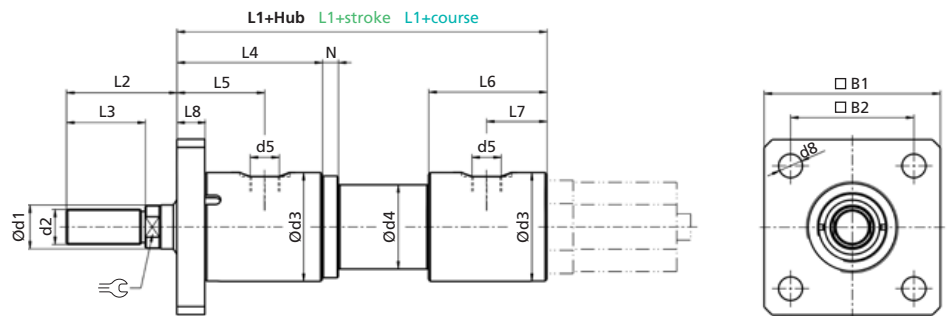 L1+Hub L1+stroke L1+course
L4 N
L2 L5 L6
L3 L8 L7
d5 d5
Ød1 d2 Ød3 Ød4 Ød3
□ B1
□ B2
d8